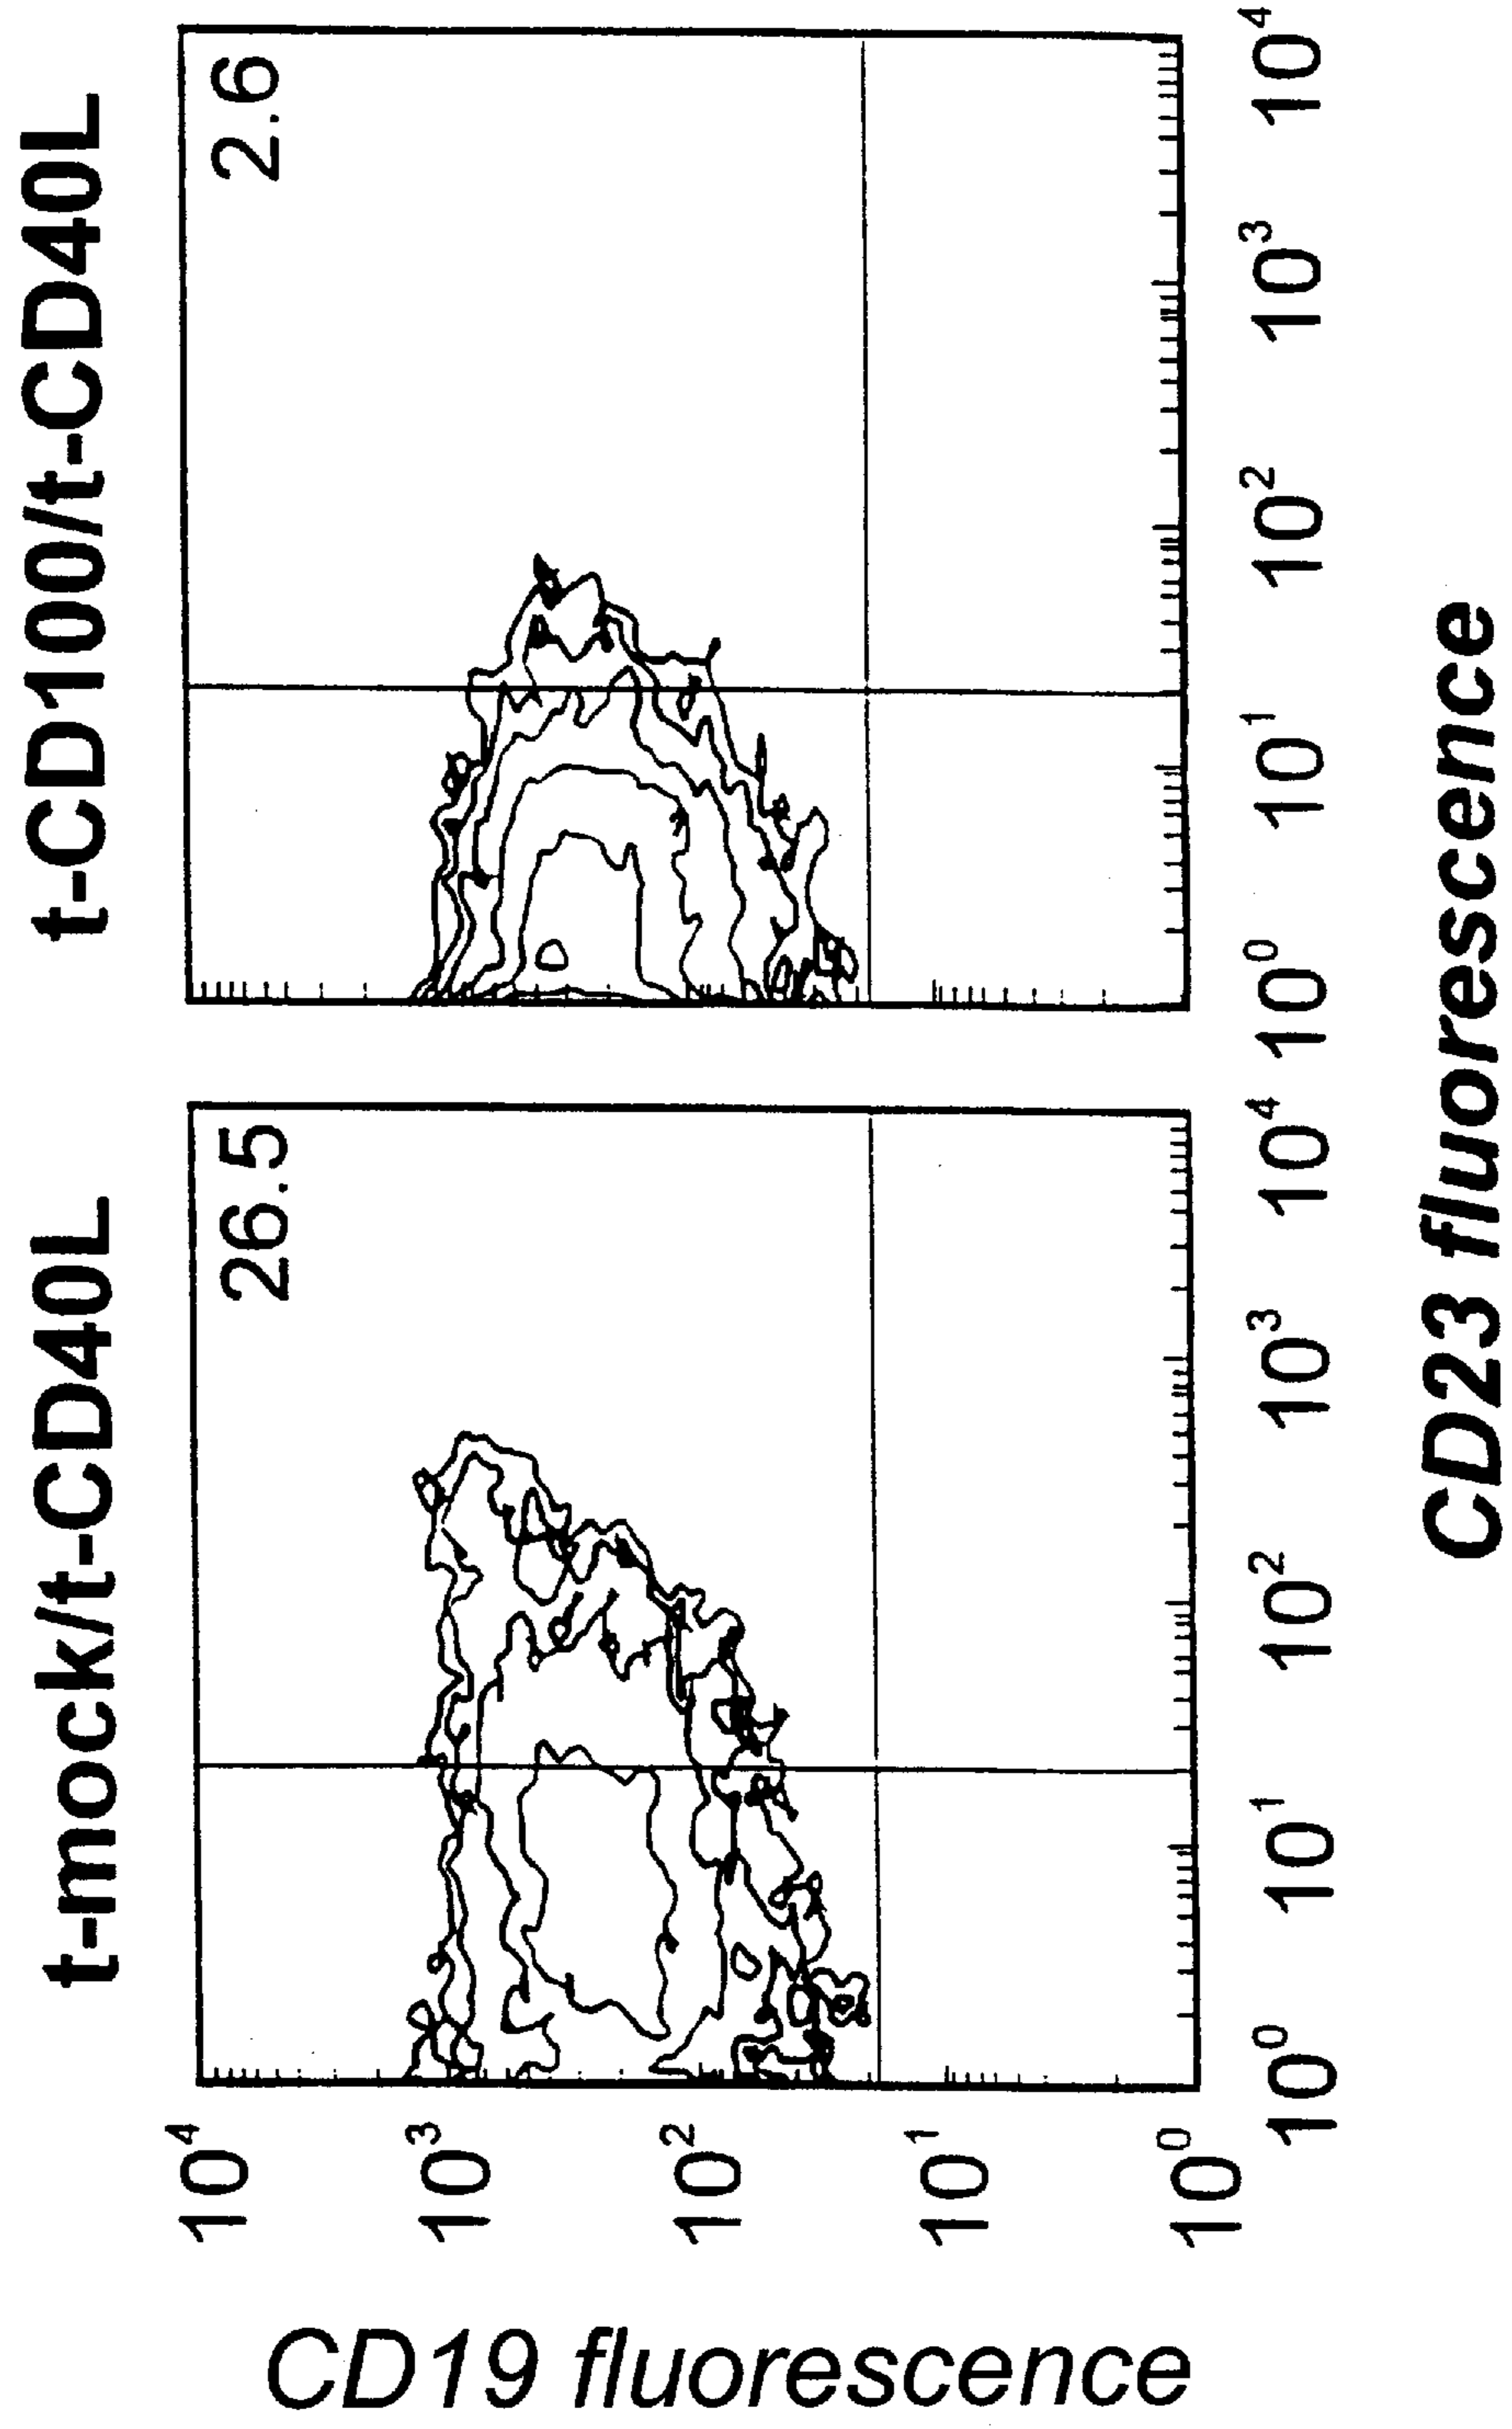 t-mock/t-CD40L
t-CD100/t-CD40L
26.5
2.6
CD19 fluorescence
10⁴
10³
10²
10¹
10⁰
10⁰ 10¹ 10² 10³ 10⁴
10⁰ 10¹ 10² 10³ 10⁴
CD23 fluorescence